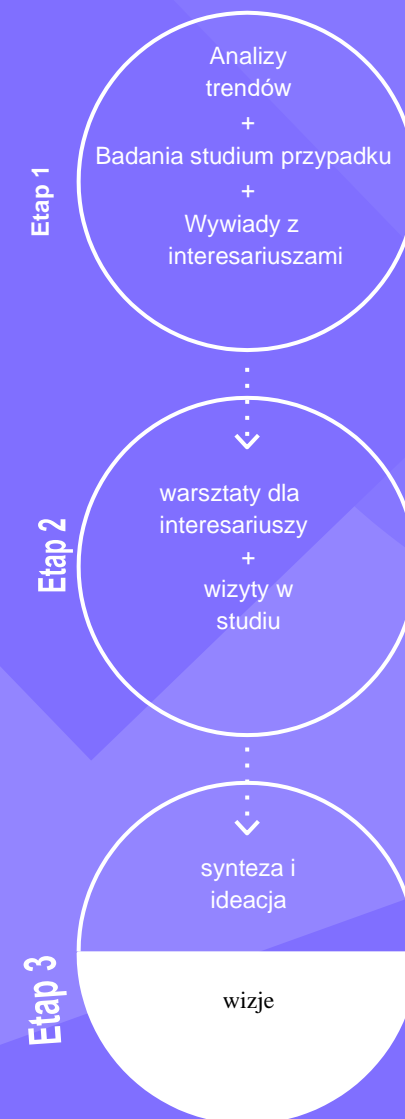 Etap 1
Analizy
trendów
+
Badania studium przypadku
+
Wywiady z
interesariuszami
Etap 2
warsztaty dla
interesariuszy
+
wizyty w
studiu
Etap 3
synteza i
ideacja
wizje